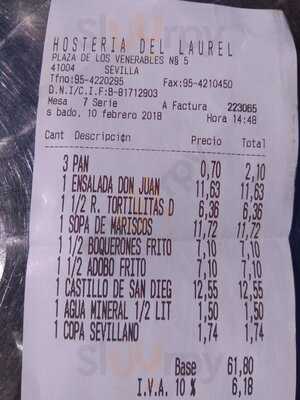 HOSTERIA DEL LAUREL
PLAZA DE LOS VENERABLES Nº 5
41004 SEVILLA
Tfno:95-4220295 Fax:95-4210450
D.N.I/C.I.F:B-81712903
Mesa 7 Serie A Factura 223065
s bado, 10 febrero 2018 Hora 14:48
Cant Descripción Precio Total
3 PAN 0,70 2,10
1 ENSALADA DON JUAN 11,63 11,63
1 1/2 R. TORTILLITAS D 6,36 6,36
1 SOPA DE MARISCOS 11,72 11,72
1 1/2 BOQUERONES FRITO 7,10 7,10
1 1/2 ADOBO FRITO 7,10 7,10
1 CASTILLO DE SAN DIEG 12,55 12,55
1 AGUA MINERAL 1/2 LIT 1,50 1,50
1 COPA SEVILLANO 1,74 1,74
Base 61,80
I.V.A. 10 % 6,18